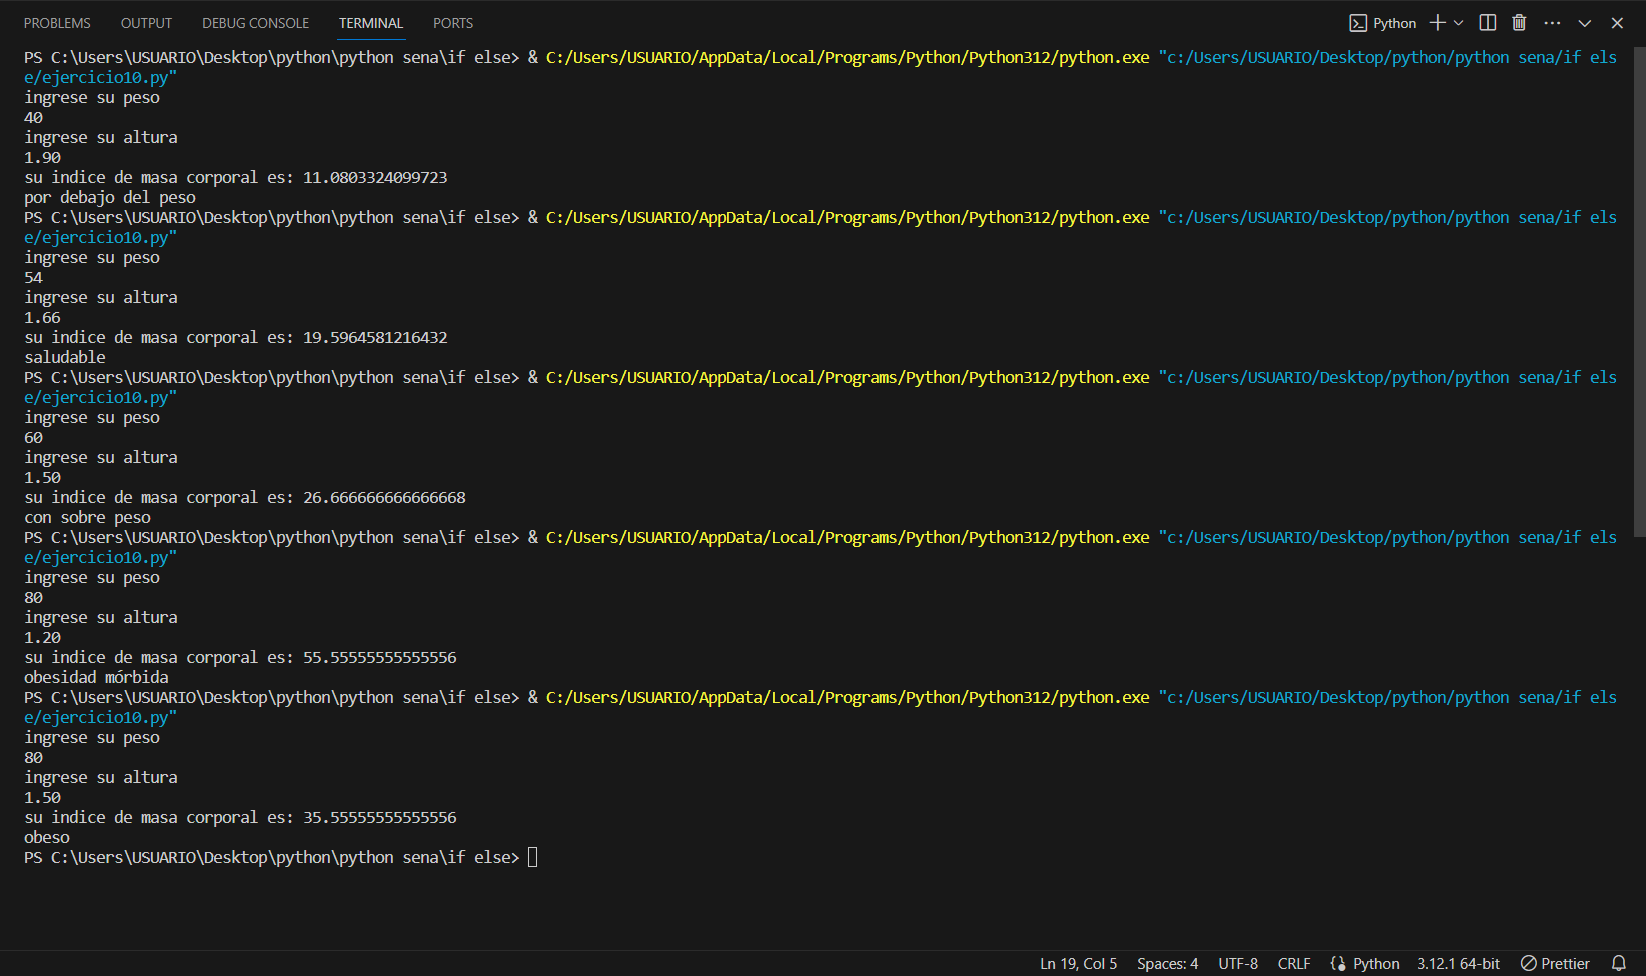 PROBLEMS OUTPUT DEBUG CONSOLE TERMINAL PORTS Python
PS C:\Users\USUARIO\Desktop\python\python sena\if else> & C:/Users/USUARIO/AppData/Local/Programs/Python/Python312/python.exe "c:/Users/USUARIO/Desktop/python/python sena/if els
e/ejercicio10.py"
ingrese su peso
40
ingrese su altura
1.90
su indice de masa corporal es: 11.0803324099723
por debajo del peso
PS C:\Users\USUARIO\Desktop\python\python sena\if else> & C:/Users/USUARIO/AppData/Local/Programs/Python/Python312/python.exe "c:/Users/USUARIO/Desktop/python/python sena/if els
e/ejercicio10.py"
ingrese su peso
54
ingrese su altura
1.66
su indice de masa corporal es: 19.5964581216432
saludable
PS C:\Users\USUARIO\Desktop\python\python sena\if else> & C:/Users/USUARIO/AppData/Local/Programs/Python/Python312/python.exe "c:/Users/USUARIO/Desktop/python/python sena/if els
e/ejercicio10.py"
ingrese su peso
60
ingrese su altura
1.50
su indice de masa corporal es: 26.666666666666668
con sobre peso
PS C:\Users\USUARIO\Desktop\python\python sena\if else> & C:/Users/USUARIO/AppData/Local/Programs/Python/Python312/python.exe "c:/Users/USUARIO/Desktop/python/python sena/if els
e/ejercicio10.py"
ingrese su peso
80
ingrese su altura
1.20
su indice de masa corporal es: 55.55555555555556
obesidad mórbida
PS C:\Users\USUARIO\Desktop\python\python sena\if else> & C:/Users/USUARIO/AppData/Local/Programs/Python/Python312/python.exe "c:/Users/USUARIO/Desktop/python/python sena/if els
e/ejercicio10.py"
ingrese su peso
80
ingrese su altura
1.50
su indice de masa corporal es: 35.55555555555556
obeso
PS C:\Users\USUARIO\Desktop\python\python sena\if else>
Ln 19, Col 5 Spaces: 4 UTF-8 CRLF Python 3.12.1 64-bit Prettier